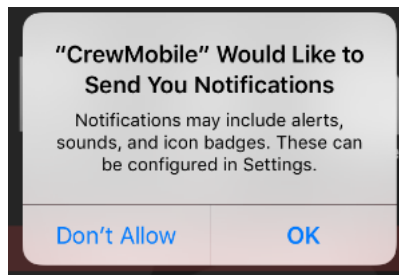 “CrewMobile” Would Like to
Send You Notifications
Notifications may include alerts,
sounds, and icon badges. These can
be configured in Settings.
Don’t Allow
OK